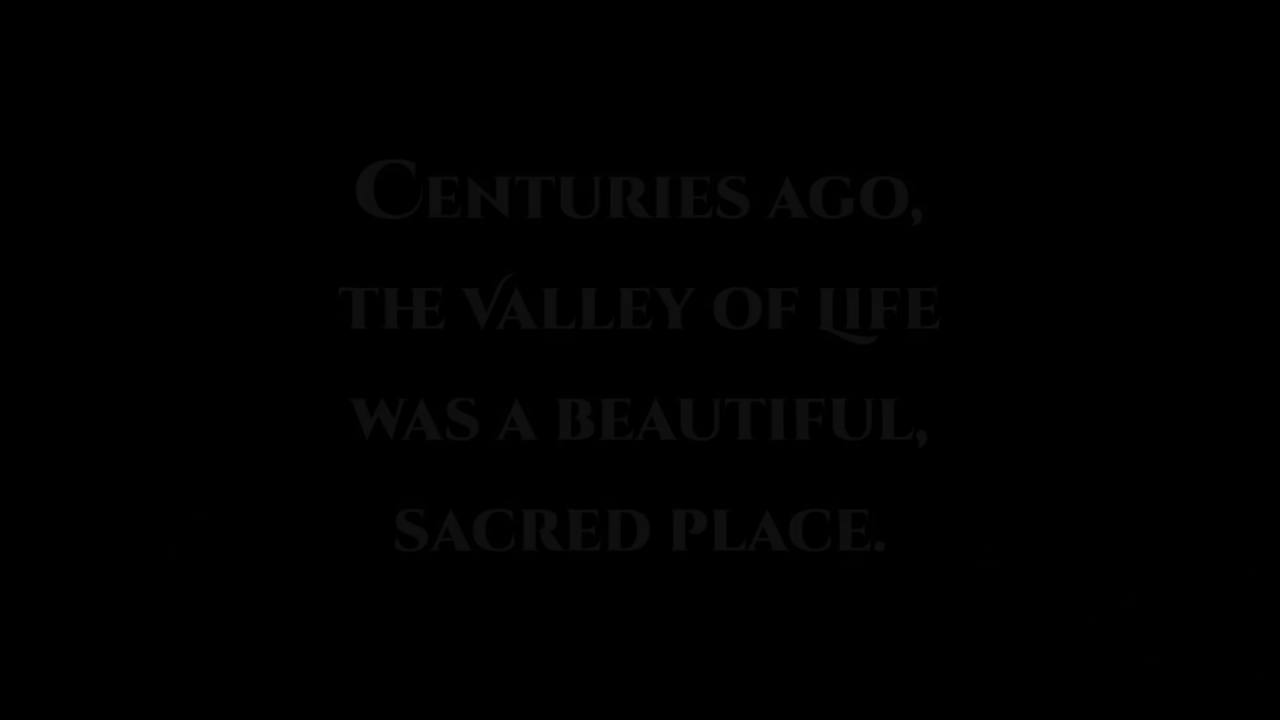 Centuries ago,
the Valley of Life
was a beautiful,
sacred place.